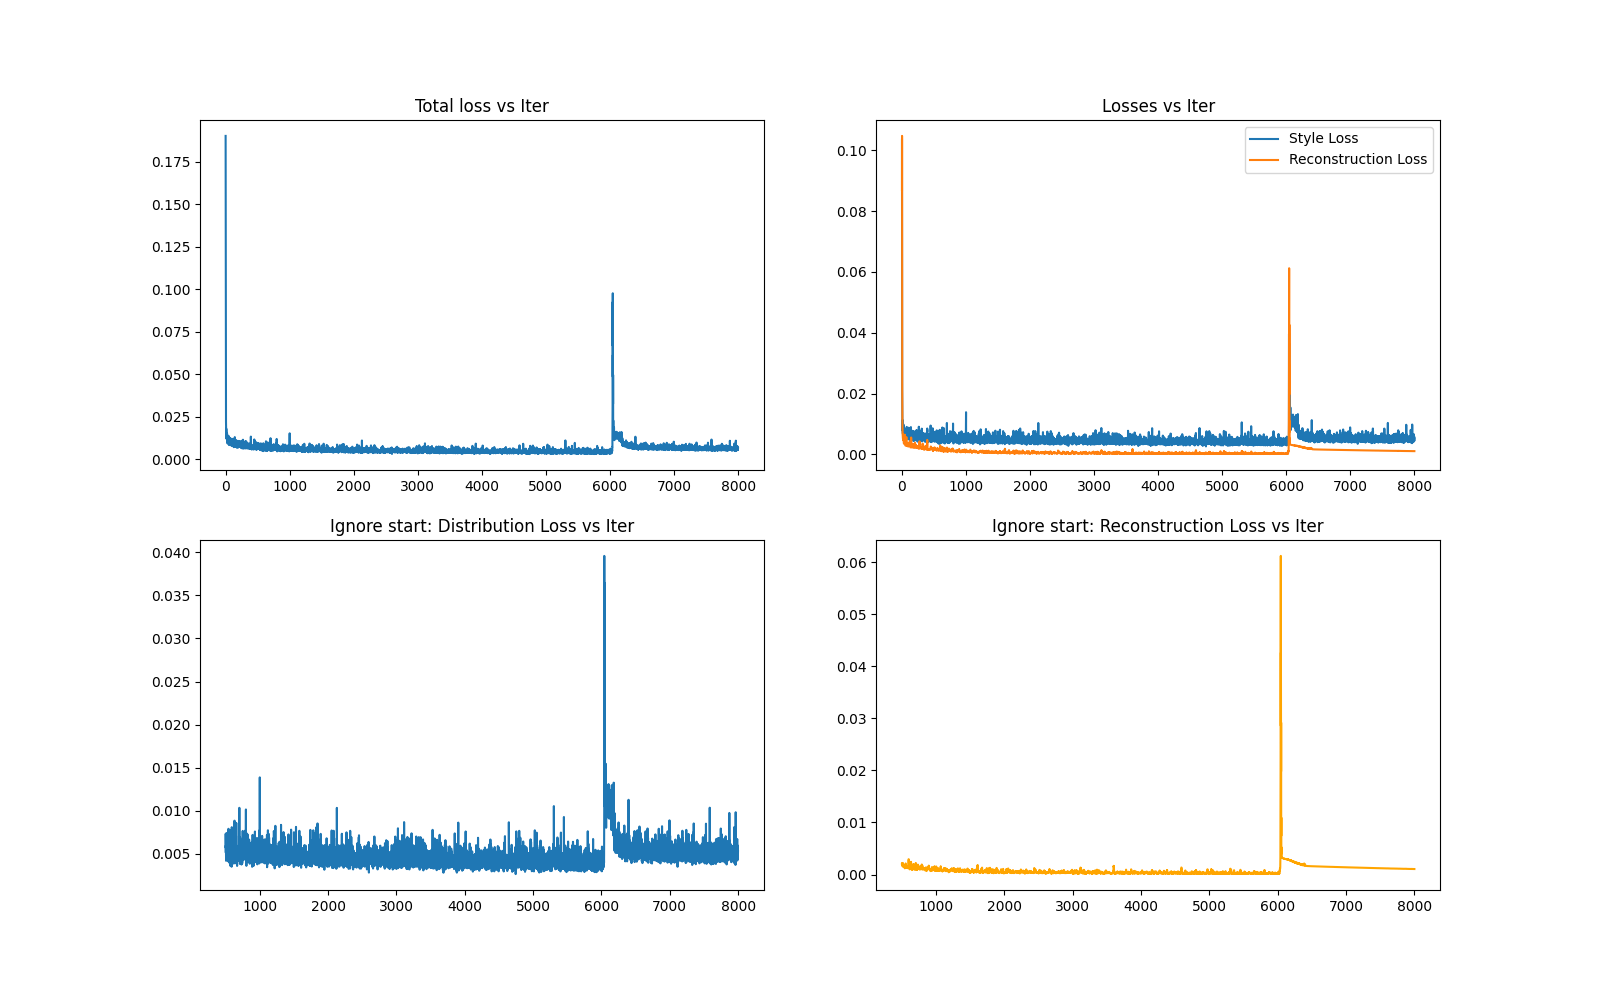 Total loss vs Iter
0.175
0.150
0.125
0.100
0.075
0.050
0.025
0.000
0 1000 2000 3000 4000 5000 6000 7000 8000
Losses vs Iter
Style Loss
Reconstruction Loss
0.10
0.08
0.06
0.04
0.02
0.00
0 1000 2000 3000 4000 5000 6000 7000 8000
Ignore start: Distribution Loss vs Iter
0.040
0.035
0.030
0.025
0.020
0.015
0.010
0.005
1000 2000 3000 4000 5000 6000 7000 8000
Ignore start: Reconstruction Loss vs Iter
0.06
0.05
0.04
0.03
0.02
0.01
0.00
1000 2000 3000 4000 5000 6000 7000 8000